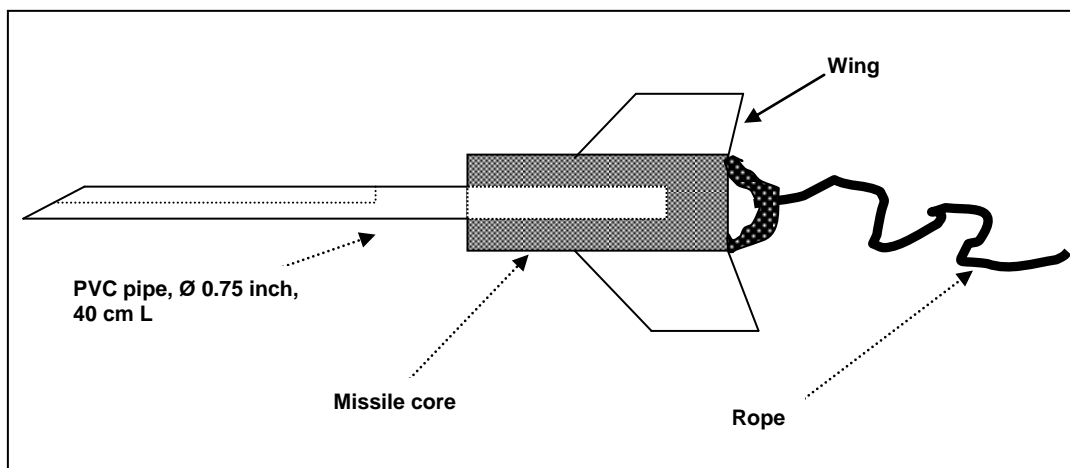 Wing
PVC pipe, Ø 0.75 inch,
40 cm L
Missile core
Rope